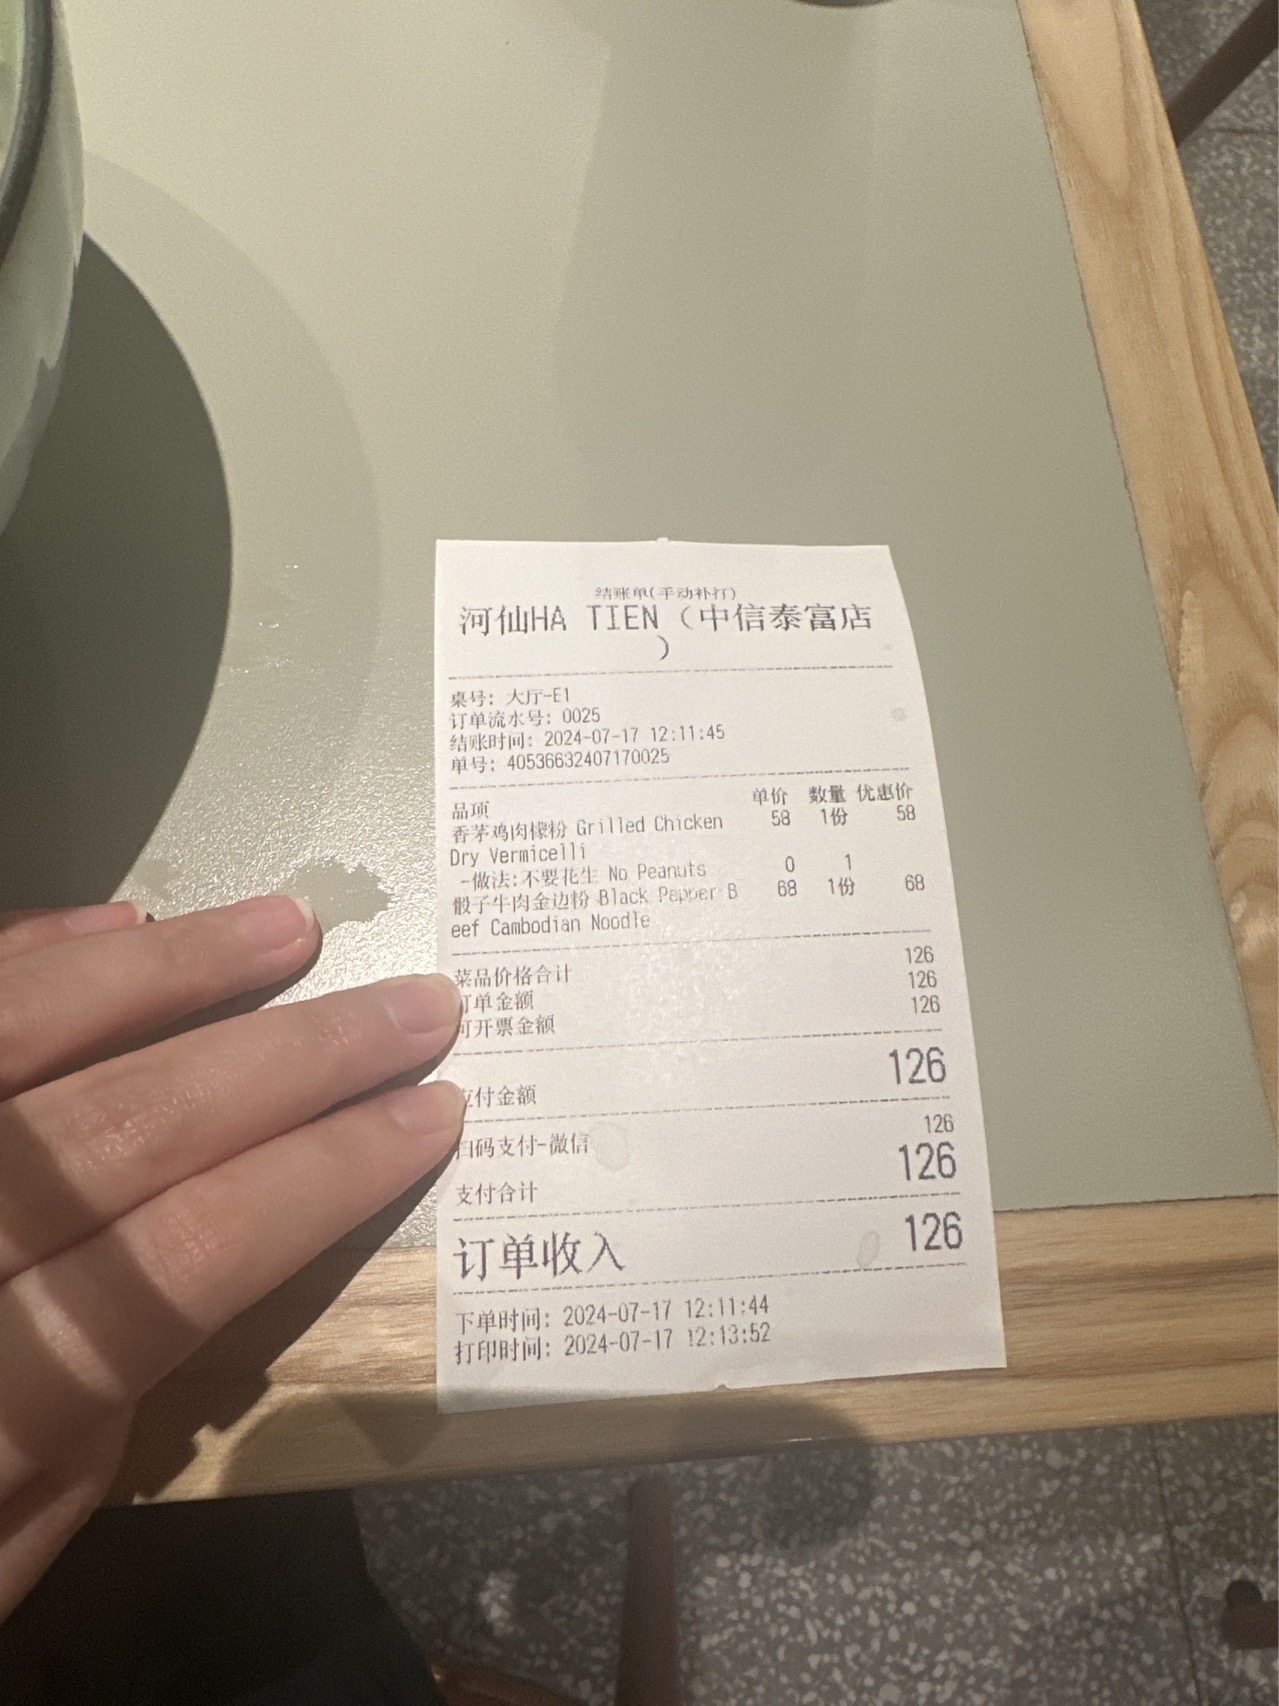 结账单(手动补打)
河仙HA TIEN（中信泰富店
）
桌号: 大厅-E1
订单流水号: 0025
结账时间: 2024-07-17 12:11:45
单号: 40536632407170025
品项 单价 数量 优惠价
香茅鸡肉檬粉 Grilled Chicken 58 1份 58
Dry Vermicelli
-做法:不要花生 No Peanuts 0 1
骰子牛肉金边粉 Black Pepper B 68 1份 68
eef Cambodian Noodle
菜品价格合计 126
订单金额 126
可开票金额 126
付金额 126
扫码支付-微信 126
支付合计 126
订单收入 126
下单时间: 2024-07-17 12:11:44
打印时间: 2024-07-17 12:13:52